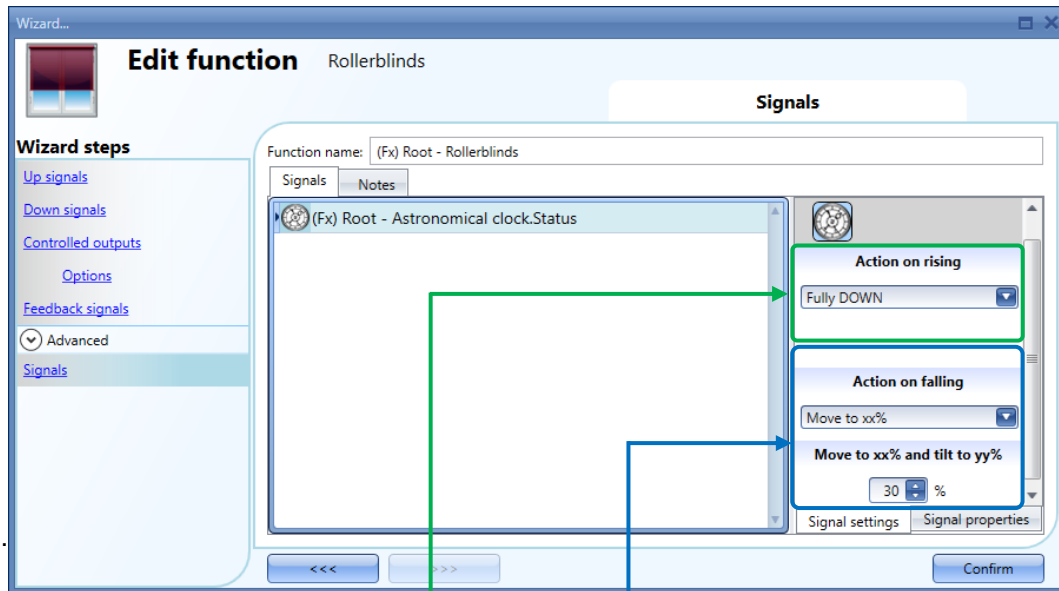 Wizard...
Edit function Rollerblinds
Signals
Wizard steps
Up signals
Down signals
Controlled outputs
Options
Feedback signals
Advanced
Signals
Function name: (Fx) Root - Rollerblinds
Signals Notes
(Fx) Root - Astronomical clock.Status
Action on rising
Fully DOWN
Action on falling
Move to xx%
Move to xx% and tilt to yy%
30 %
Signal settings Signal properties
.
<<< >>> Confirm